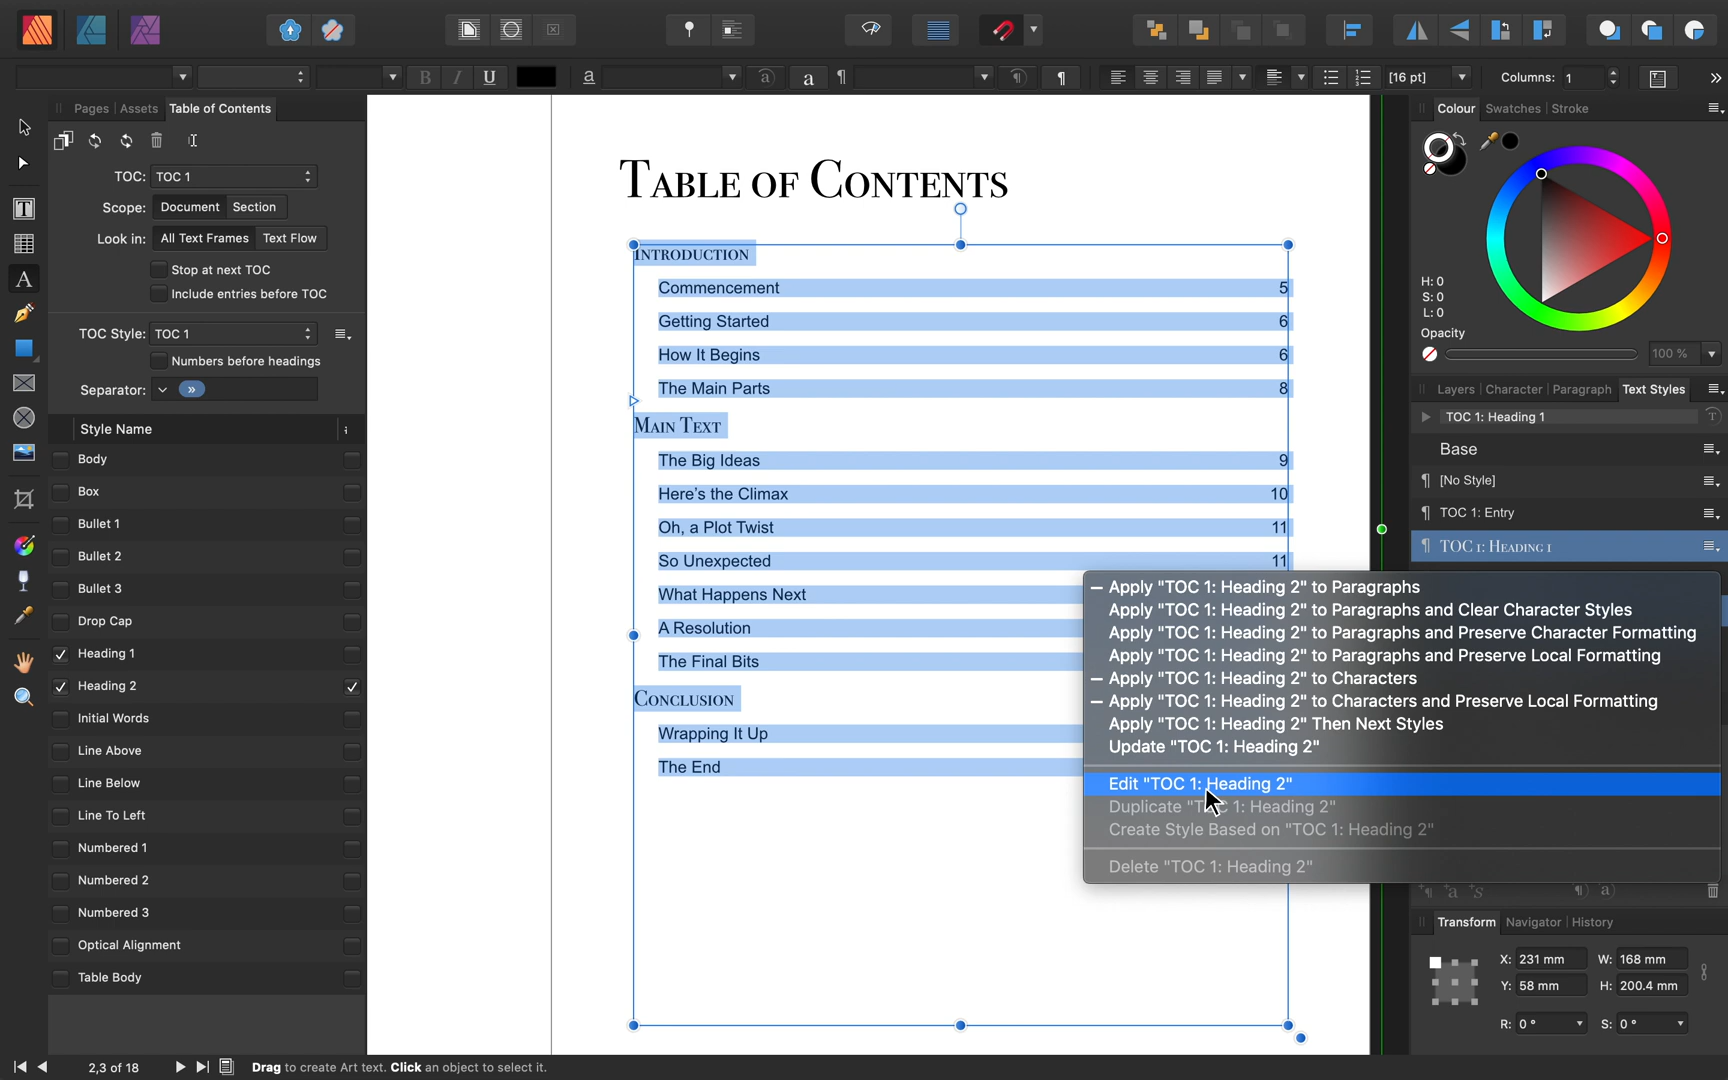 B I U
a a a ¶ ¶ ¶
[16 pt] Columns: 1
Pages Assets Table of Contents
TOC: TOC 1
Scope: Document Section
Look in: All Text Frames Text Flow
Stop at next TOC
Include entries before TOC
TOC Style: TOC 1
Numbers before headings
Separator: »
Style Name
Body
Box
Bullet 1
Bullet 2
Bullet 3
Drop Cap
Heading 1
Heading 2
Initial Words
Line Above
Line Below
Line To Left
Numbered 1
Numbered 2
Numbered 3
Optical Alignment
Table Body
Table of Contents
Introduction
Commencement 5
Getting Started 6
How It Begins 6
The Main Parts 8
Main Text
The Big Ideas 9
Here's the Climax 10
Oh, a Plot Twist 11
So Unexpected 11
What Happens Next
A Resolution
The Final Bits
Conclusion
Wrapping It Up
The End
Apply "TOC 1: Heading 2" to Paragraphs
Apply "TOC 1: Heading 2" to Paragraphs and Clear Character Styles
Apply "TOC 1: Heading 2" to Paragraphs and Preserve Character Formatting
Apply "TOC 1: Heading 2" to Paragraphs and Preserve Local Formatting
Apply "TOC 1: Heading 2" to Characters
Apply "TOC 1: Heading 2" to Characters and Preserve Local Formatting
Apply "TOC 1: Heading 2" Then Next Styles
Update "TOC 1: Heading 2"
Edit "TOC 1: Heading 2"
Duplicate "TOC 1: Heading 2"
Create Style Based on "TOC 1: Heading 2"
Delete "TOC 1: Heading 2"
Colour Swatches Stroke
H: 0
S: 0
L: 0
Opacity
100 %
Layers Character Paragraph Text Styles
TOC 1: Heading 1
Base
¶ [No Style]
¶ TOC 1: Entry
¶ TOC 1: Heading 1
Transform Navigator History
X: 231 mm W: 168 mm
Y: 58 mm H: 200.4 mm
R: 0 ° S: 0 °
2,3 of 18 Drag to create Art text. Click an object to select it.